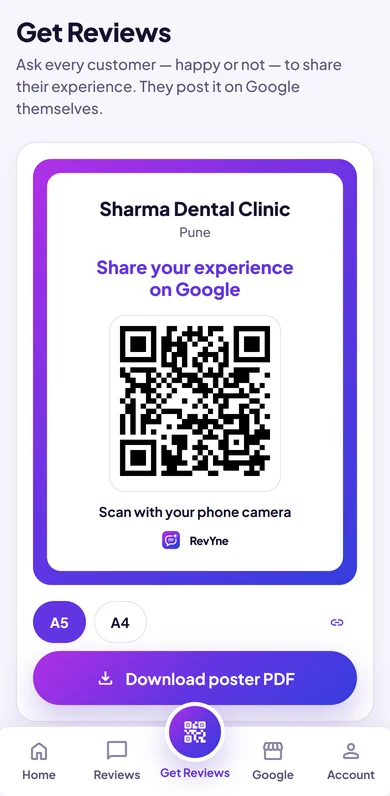 Get Reviews
Ask every customer — happy or not — to share
their experience. They post it on Google
themselves.
Sharma Dental Clinic
Pune
Share your experience
on Google
Scan with your phone camera
RevYne
A5
A4
Download poster PDF
Home
Reviews
Get Reviews
Google
Account